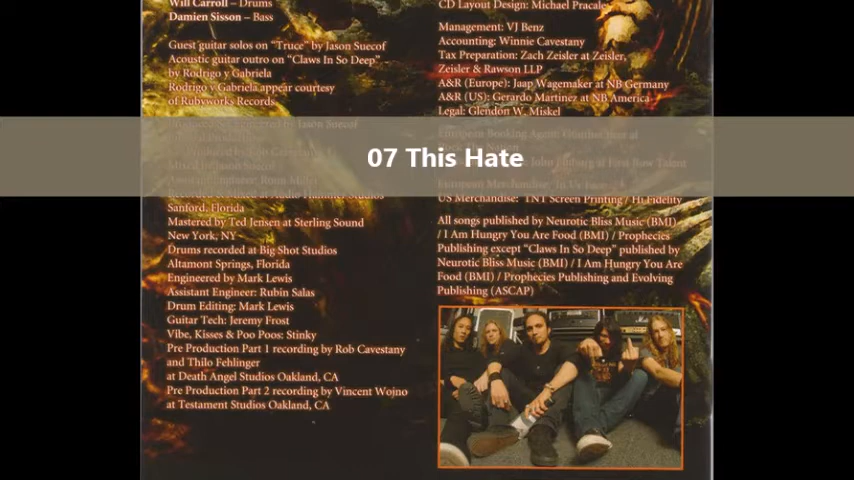 Will Carroll – Drums
Damien Sisson – Bass
Guest guitar solos on “Truce” by Jason Suecof
Acoustic guitar outro on “Claws In So Deep”
by Rodrigo y Gabriela
Rodrigo y Gabriela appear courtesy
of Rubyworks Records
Sanford, Florida
Mastered by Ted Jensen at Sterling Sound
New York, NY
Drums recorded at Big Shot Studios
Altamont Springs, Florida
Engineered by Mark Lewis
Assistant Engineer: Rubin Salas
Drum Editing: Mark Lewis
Guitar Tech: Jeremy Frost
Vibe, Kisses & Poo Poos: Stinky
Pre Production Part 1 recording by Rob Cavestany
and Thilo Fehlinger
at Death Angel Studios Oakland, CA
Pre Production Part 2 recording by Vincent Wojno
at Testament Studios Oakland, CA
CD Layout Design: Michael Pracale
Management: VJ Benz
Accounting: Winnie Cavestany
Tax Preparation: Zach Zeisler at Zeisler,
Zeisler & Rawson LLP
A&R (Europe): Jaap Wagemaker at NB Germany
A&R (US): Gerardo Martinez at NB America
Legal: Glendon W. Miskel
07 This Hate
US Merchandise: TNT Screen Printing / Hi Fidelity
All songs published by Neurotic Bliss Music (BMI)
/ I Am Hungry You Are Food (BMI) / Prophecies
Publishing except “Claws In So Deep” published by
Neurotic Bliss Music (BMI) / I Am Hungry You Are
Food (BMI) / Prophecies Publishing and Evolving
Publishing (ASCAP)